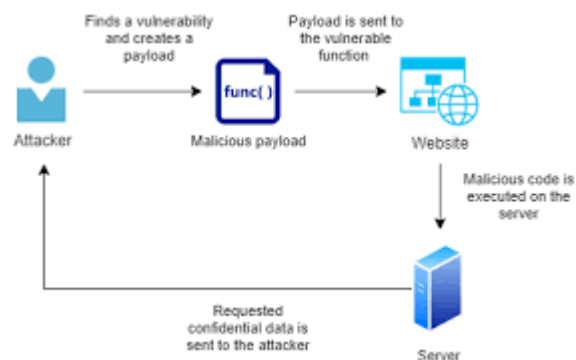 Finds a vulnerability
and creates a
payload
Payload is sent to
the vulnerable
function
func( )
Attacker
Malicious payload
Website
Malicious code is
executed on the
server
Requested
confidential data is
sent to the attacker
Server